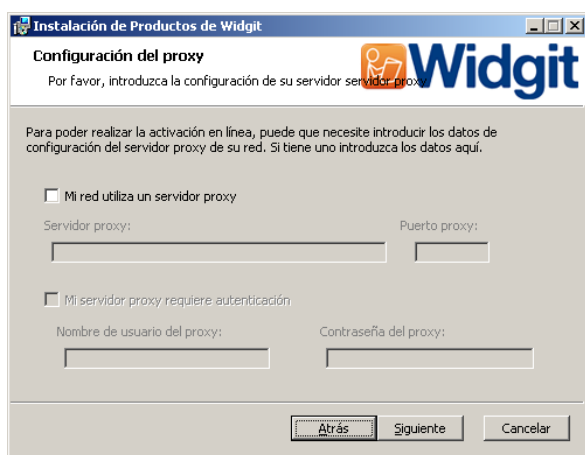 Instalación de Productos de Widgit
Configuración del proxy
Por favor, introduzca la configuración de su servidor servidor proxy.
Widgit
Para poder realizar la activación en línea, puede que necesite introducir los datos de
configuración del servidor proxy de su red. Si tiene uno introduzca los datos aquí.
Mi red utiliza un servidor proxy
Servidor proxy: Puerto proxy:
Mi servidor proxy requiere autenticación
Nombre de usuario del proxy: Contraseña del proxy:
Atrás Siguiente Cancelar